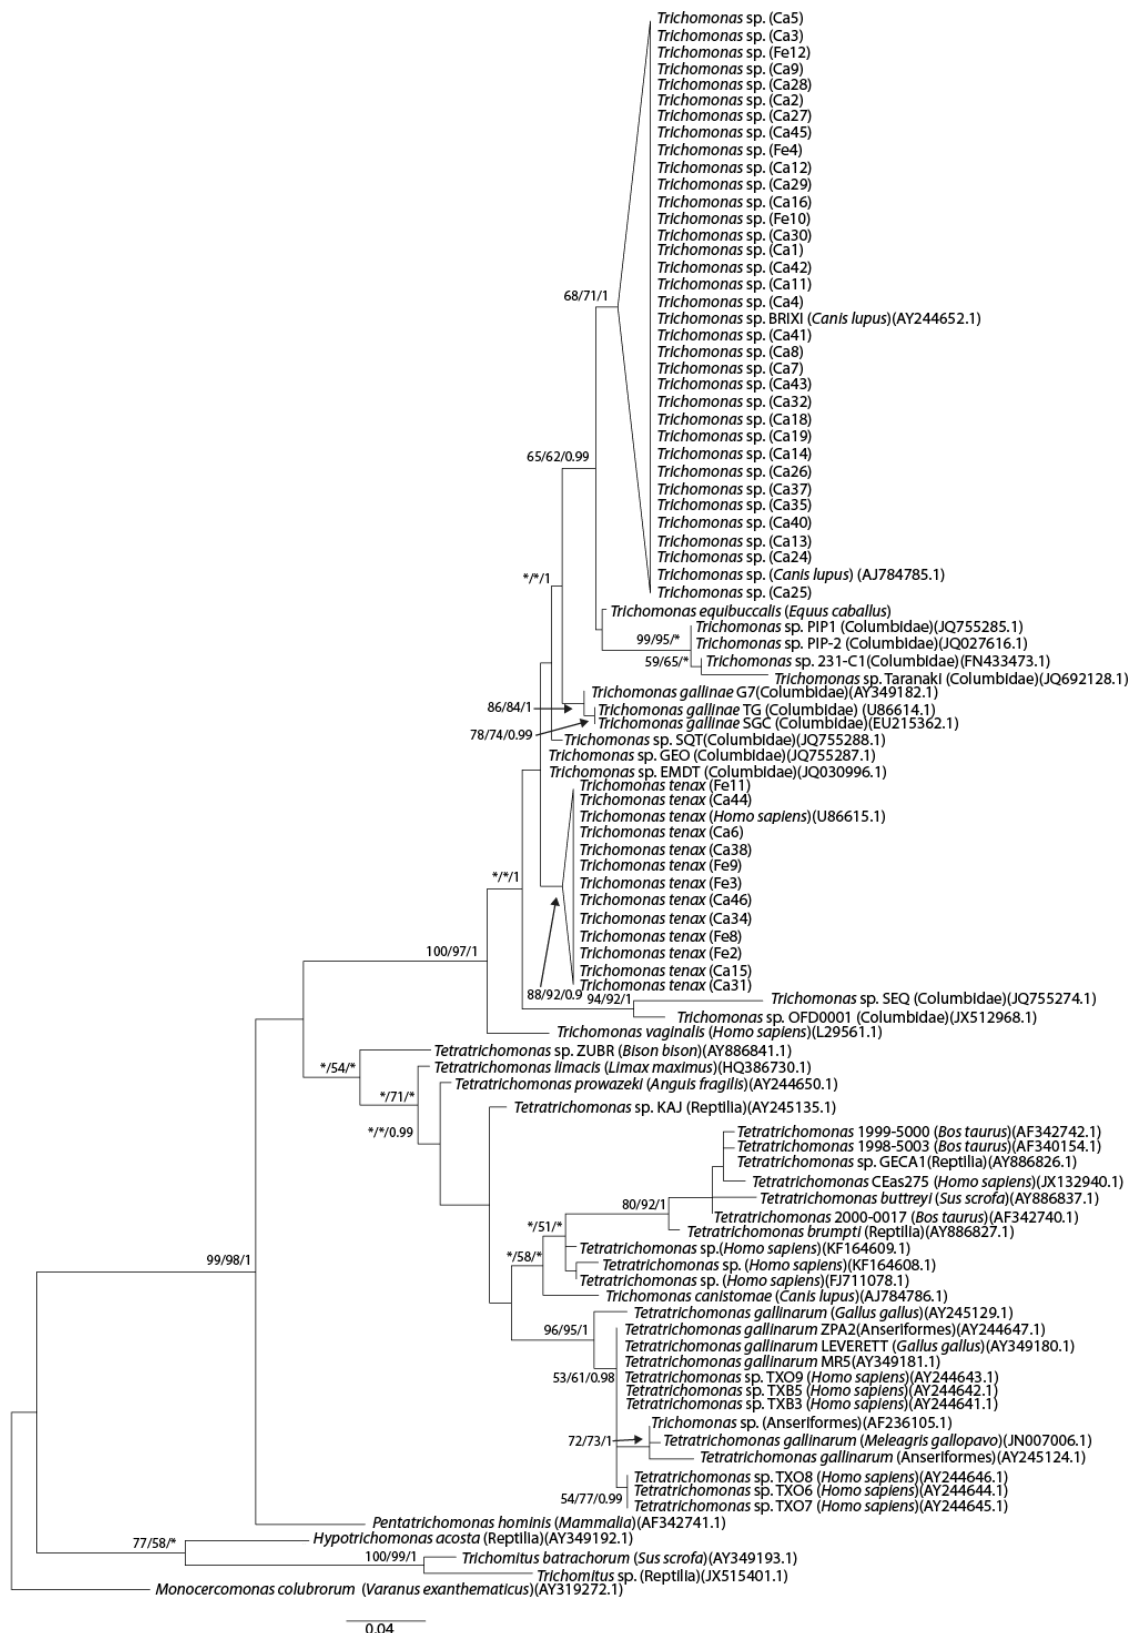 Trichomonas sp. (Ca5)
Trichomonas sp. (Ca3)
Trichomonas sp. (Fe12)
Trichomonas sp. (Ca9)
Trichomonas sp. (Ca28)
Trichomonas sp. (Ca2)
Trichomonas sp. (Ca27)
Trichomonas sp. (Ca45)
Trichomonas sp. (Fe4)
Trichomonas sp. (Ca12)
Trichomonas sp. (Ca29)
Trichomonas sp. (Ca16)
Trichomonas sp. (Fe10)
Trichomonas sp. (Ca30)
Trichomonas sp. (Ca1)
Trichomonas sp. (Ca42)
Trichomonas sp. (Ca11)
68/71/1
Trichomonas sp. (Ca4)
Trichomonas sp. BRIXI (Canis lupus)(AY244652.1)
Trichomonas sp. (Ca41)
Trichomonas sp. (Ca8)
Trichomonas sp. (Ca7)
Trichomonas sp. (Ca43)
Trichomonas sp. (Ca32)
Trichomonas sp. (Ca18)
Trichomonas sp. (Ca19)
Trichomonas sp. (Ca14)
65/62/0.99
Trichomonas sp. (Ca26)
Trichomonas sp. (Ca37)
Trichomonas sp. (Ca35)
Trichomonas sp. (Ca40)
Trichomonas sp. (Ca13)
Trichomonas sp. (Ca24)
Trichomonas sp. (Canis lupus) (AJ784785.1)
*/*/1
Trichomonas sp. (Ca25)
Trichomonas equibuccalis (Equus caballus)
Trichomonas sp. PIP1 (Columbidae)(JQ755285.1)
99/95/*
Trichomonas sp. PIP-2 (Columbidae)(JQ027616.1)
59/65/*
Trichomonas sp. 231-C1(Columbidae)(FN433473.1)
Trichomonas sp. Taranaki (Columbidae)(JQ692128.1)
Trichomonas gallinae G7(Columbidae)(AY349182.1)
86/84/1
Trichomonas gallinae TG (Columbidae) (U86614.1)
Trichomonas gallinae SGC (Columbidae)(EU215362.1)
78/74/0.99
Trichomonas sp. SQT(Columbidae)(JQ755288.1)
Trichomonas sp. GEO (Columbidae)(JQ755287.1)
Trichomonas sp. EMDT (Columbidae)(JQ030996.1)
Trichomonas tenax (Fe11)
Trichomonas tenax (Ca44)
Trichomonas tenax (Homo sapiens)(U86615.1)
Trichomonas tenax (Ca6)
Trichomonas tenax (Ca38)
Trichomonas tenax (Fe9)
*/*/1
Trichomonas tenax (Fe3)
Trichomonas tenax (Ca46)
Trichomonas tenax (Ca34)
Trichomonas tenax (Fe8)
100/97/1
Trichomonas tenax (Fe2)
Trichomonas tenax (Ca15)
Trichomonas tenax (Ca31)
88/92/0.9
94/92/1
Trichomonas sp. SEQ (Columbidae)(JQ755274.1)
Trichomonas sp. OFD0001 (Columbidae)(JX512968.1)
Trichomonas vaginalis (Homo sapiens)(L29561.1)
Tetratrichomonas sp. ZUBR (Bison bison)(AY886841.1)
*/54/*
Tetratrichomonas limacis (Limax maximus)(HQ386730.1)
Tetratrichomonas prowazeki (Anguis fragilis)(AY244650.1)
*/71/*
Tetratrichomonas sp. KAJ (Reptilia)(AY245135.1)
*/*/0.99
Tetratrichomonas 1999-5000 (Bos taurus)(AF342742.1)
Tetratrichomonas 1998-5003 (Bos taurus)(AF340154.1)
Tetratrichomonas sp. GECA1(Reptilia)(AY886826.1)
Tetratrichomonas CEas275 (Homo sapiens)(JX132940.1)
Tetratrichomonas buttreyi (Sus scrofa)(AY886837.1)
80/92/1
Tetratrichomonas 2000-0017 (Bos taurus)(AF342740.1)
*/51/*
Tetratrichomonas brumpti (Reptilia)(AY886827.1)
Tetratrichomonas sp.(Homo sapiens)(KF164609.1)
*/58/*
99/98/1
Tetratrichomonas sp. (Homo sapiens)(KF164608.1)
Tetratrichomonas sp. (Homo sapiens)(FJ711078.1)
Trichomonas canistomae (Canis lupus)(AJ784786.1)
Tetratrichomonas gallinarum (Gallus gallus)(AY245129.1)
96/95/1
Tetratrichomonas gallinarum ZPA2(Anseriformes)(AY244647.1)
Tetratrichomonas gallinarum LEVERETT (Gallus gallus)(AY349180.1)
Tetratrichomonas gallinarum MR5(AY349181.1)
53/61/0.98
Tetratrichomonas sp. TXO9 (Homo sapiens)(AY244643.1)
Tetratrichomonas sp. TXB5 (Homo sapiens)(AY244642.1)
Tetratrichomonas sp. TXB3 (Homo sapiens)(AY244641.1)
Trichomonas sp. (Anseriformes)(AF236105.1)
72/73/1
Tetratrichomonas gallinarum (Meleagris gallopavo)(JN007006.1)
Tetratrichomonas gallinarum (Anseriformes)(AY245124.1)
Tetratrichomonas sp. TXO8 (Homo sapiens)(AY244646.1)
Tetratrichomonas sp. TXO6 (Homo sapiens)(AY244644.1)
54/77/0.99
Tetratrichomonas sp. TXO7 (Homo sapiens)(AY244645.1)
Pentatrichomonas hominis (Mammalia)(AF342741.1)
77/58/*
Hypotrichomonas acosta (Reptilia)(AY349192.1)
100/99/1
Trichomitus batrachorum (Sus scrofa)(AY349193.1)
Trichomitus sp. (Reptilia)(JX515401.1)
Monocercomonas colubrorum (Varanus exanthematicus)(AY319272.1)
0.04